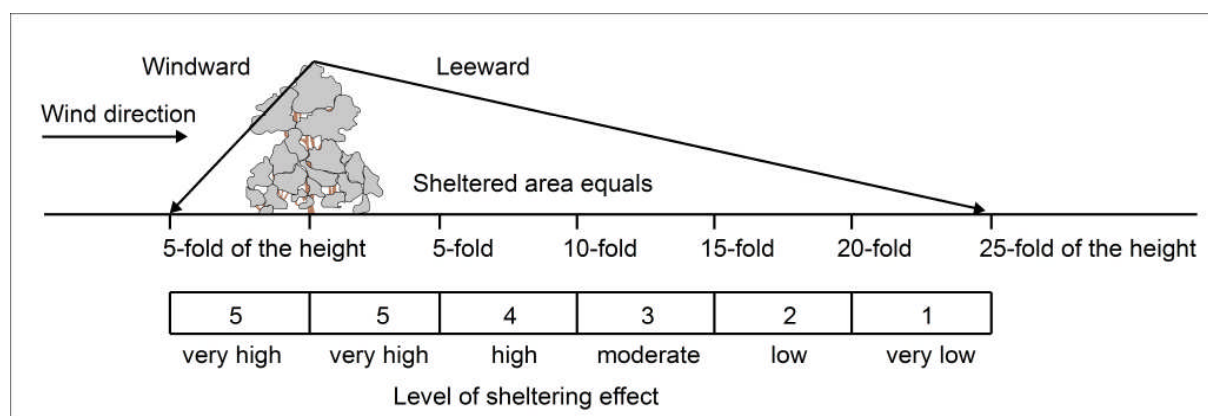 Windward Leeward
Wind direction
Sheltered area equals
5-fold of the height 5-fold 10-fold 15-fold 20-fold 25-fold of the height
5 5 4 3 2 1
very high very high high moderate low very low
Level of sheltering effect